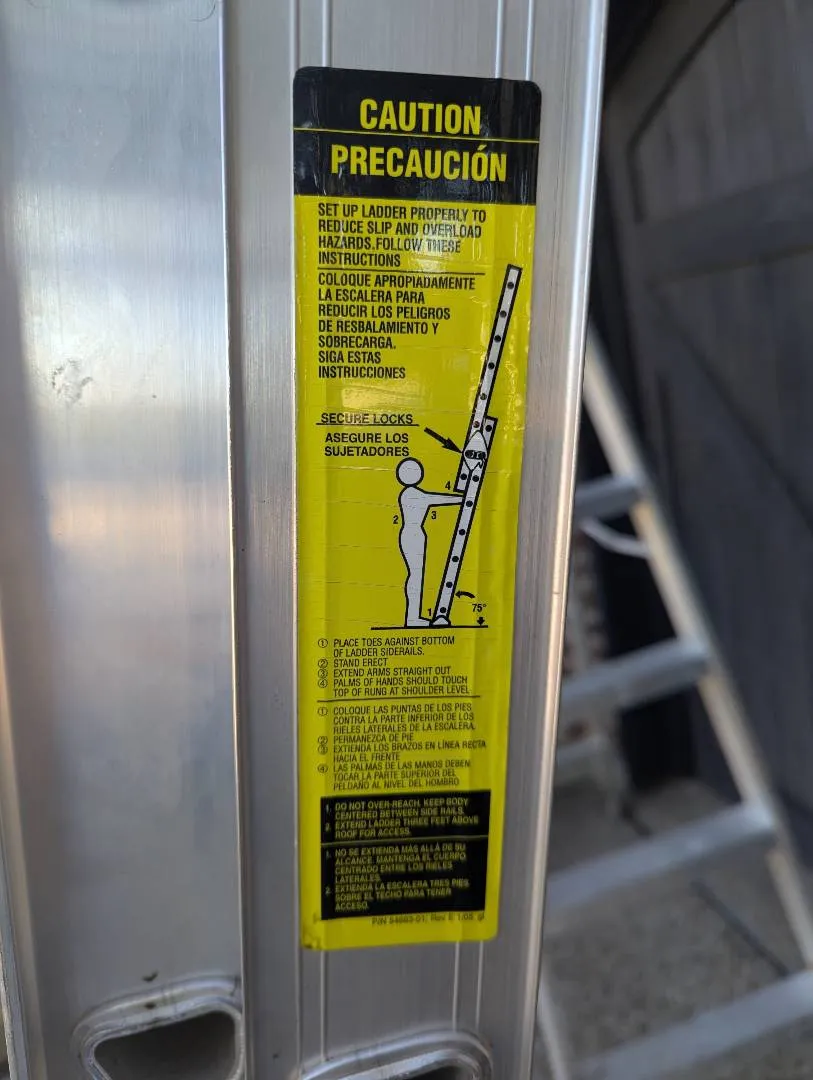 CAUTION
PRECAUCIÓN
SET UP LADDER PROPERLY TO
REDUCE SLIP AND OVERLOAD
HAZARDS.FOLLOW THESE
INSTRUCTIONS
COLOQUE APROPIADAMENTE
LA ESCALERA PARA
REDUCIR LOS PELIGROS
DE RESBALAMIENTO Y
SOBRECARGA.
SIGA ESTAS
INSTRUCCIONES
SECURE LOCKS
ASEGURE LOS
SUJETADORES
4
2
3
1
75°
① PLACE TOES AGAINST BOTTOM
OF LADDER SIDERAILS.
② STAND ERECT
③ EXTEND ARMS STRAIGHT OUT
④ PALMS OF HANDS SHOULD TOUCH
TOP OF RUNG AT SHOULDER LEVEL
① COLOQUE LAS PUNTAS DE LOS PIES
CONTRA LA PARTE INFERIOR DE LOS
RIELES LATERALES DE LA ESCALERA.
② PERMANEZCA DE PIE
③ EXTIENDA LOS BRAZOS EN LÍNEA RECTA
HACIA EL FRENTE
④ LAS PALMAS DE LAS MANOS DEBEN
TOCAR LA PARTE SUPERIOR DEL
PELDAÑO AL NIVEL DEL HOMBRO
1. DO NOT OVER-REACH. KEEP BODY
CENTERED BETWEEN SIDE RAILS.
2. EXTEND LADDER THREE FEET ABOVE
ROOF FOR ACCESS.
1. NO SE EXTIENDA MÁS ALLÁ DE SU
ALCANCE. MANTENGA EL CUERPO
CENTRADO ENTRE LOS RIELES
LATERALES.
2. EXTIENDA LA ESCALERA TRES PIES
SOBRE EL TECHO PARA TENER
ACCESO.
P/N 54663-01; Rev E 1/05